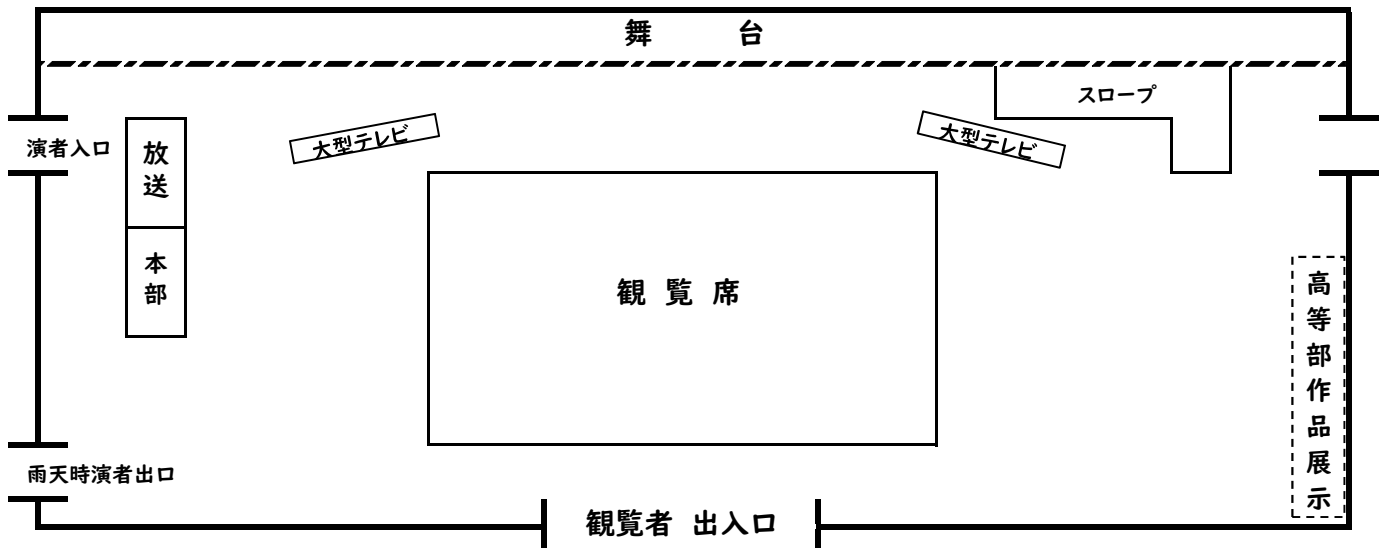 舞 台
スロープ
演者入口
放送
大型テレビ
大型テレビ
本部
観 覧 席
高等部作品展示
雨天時演者出口
観覧者 出入口